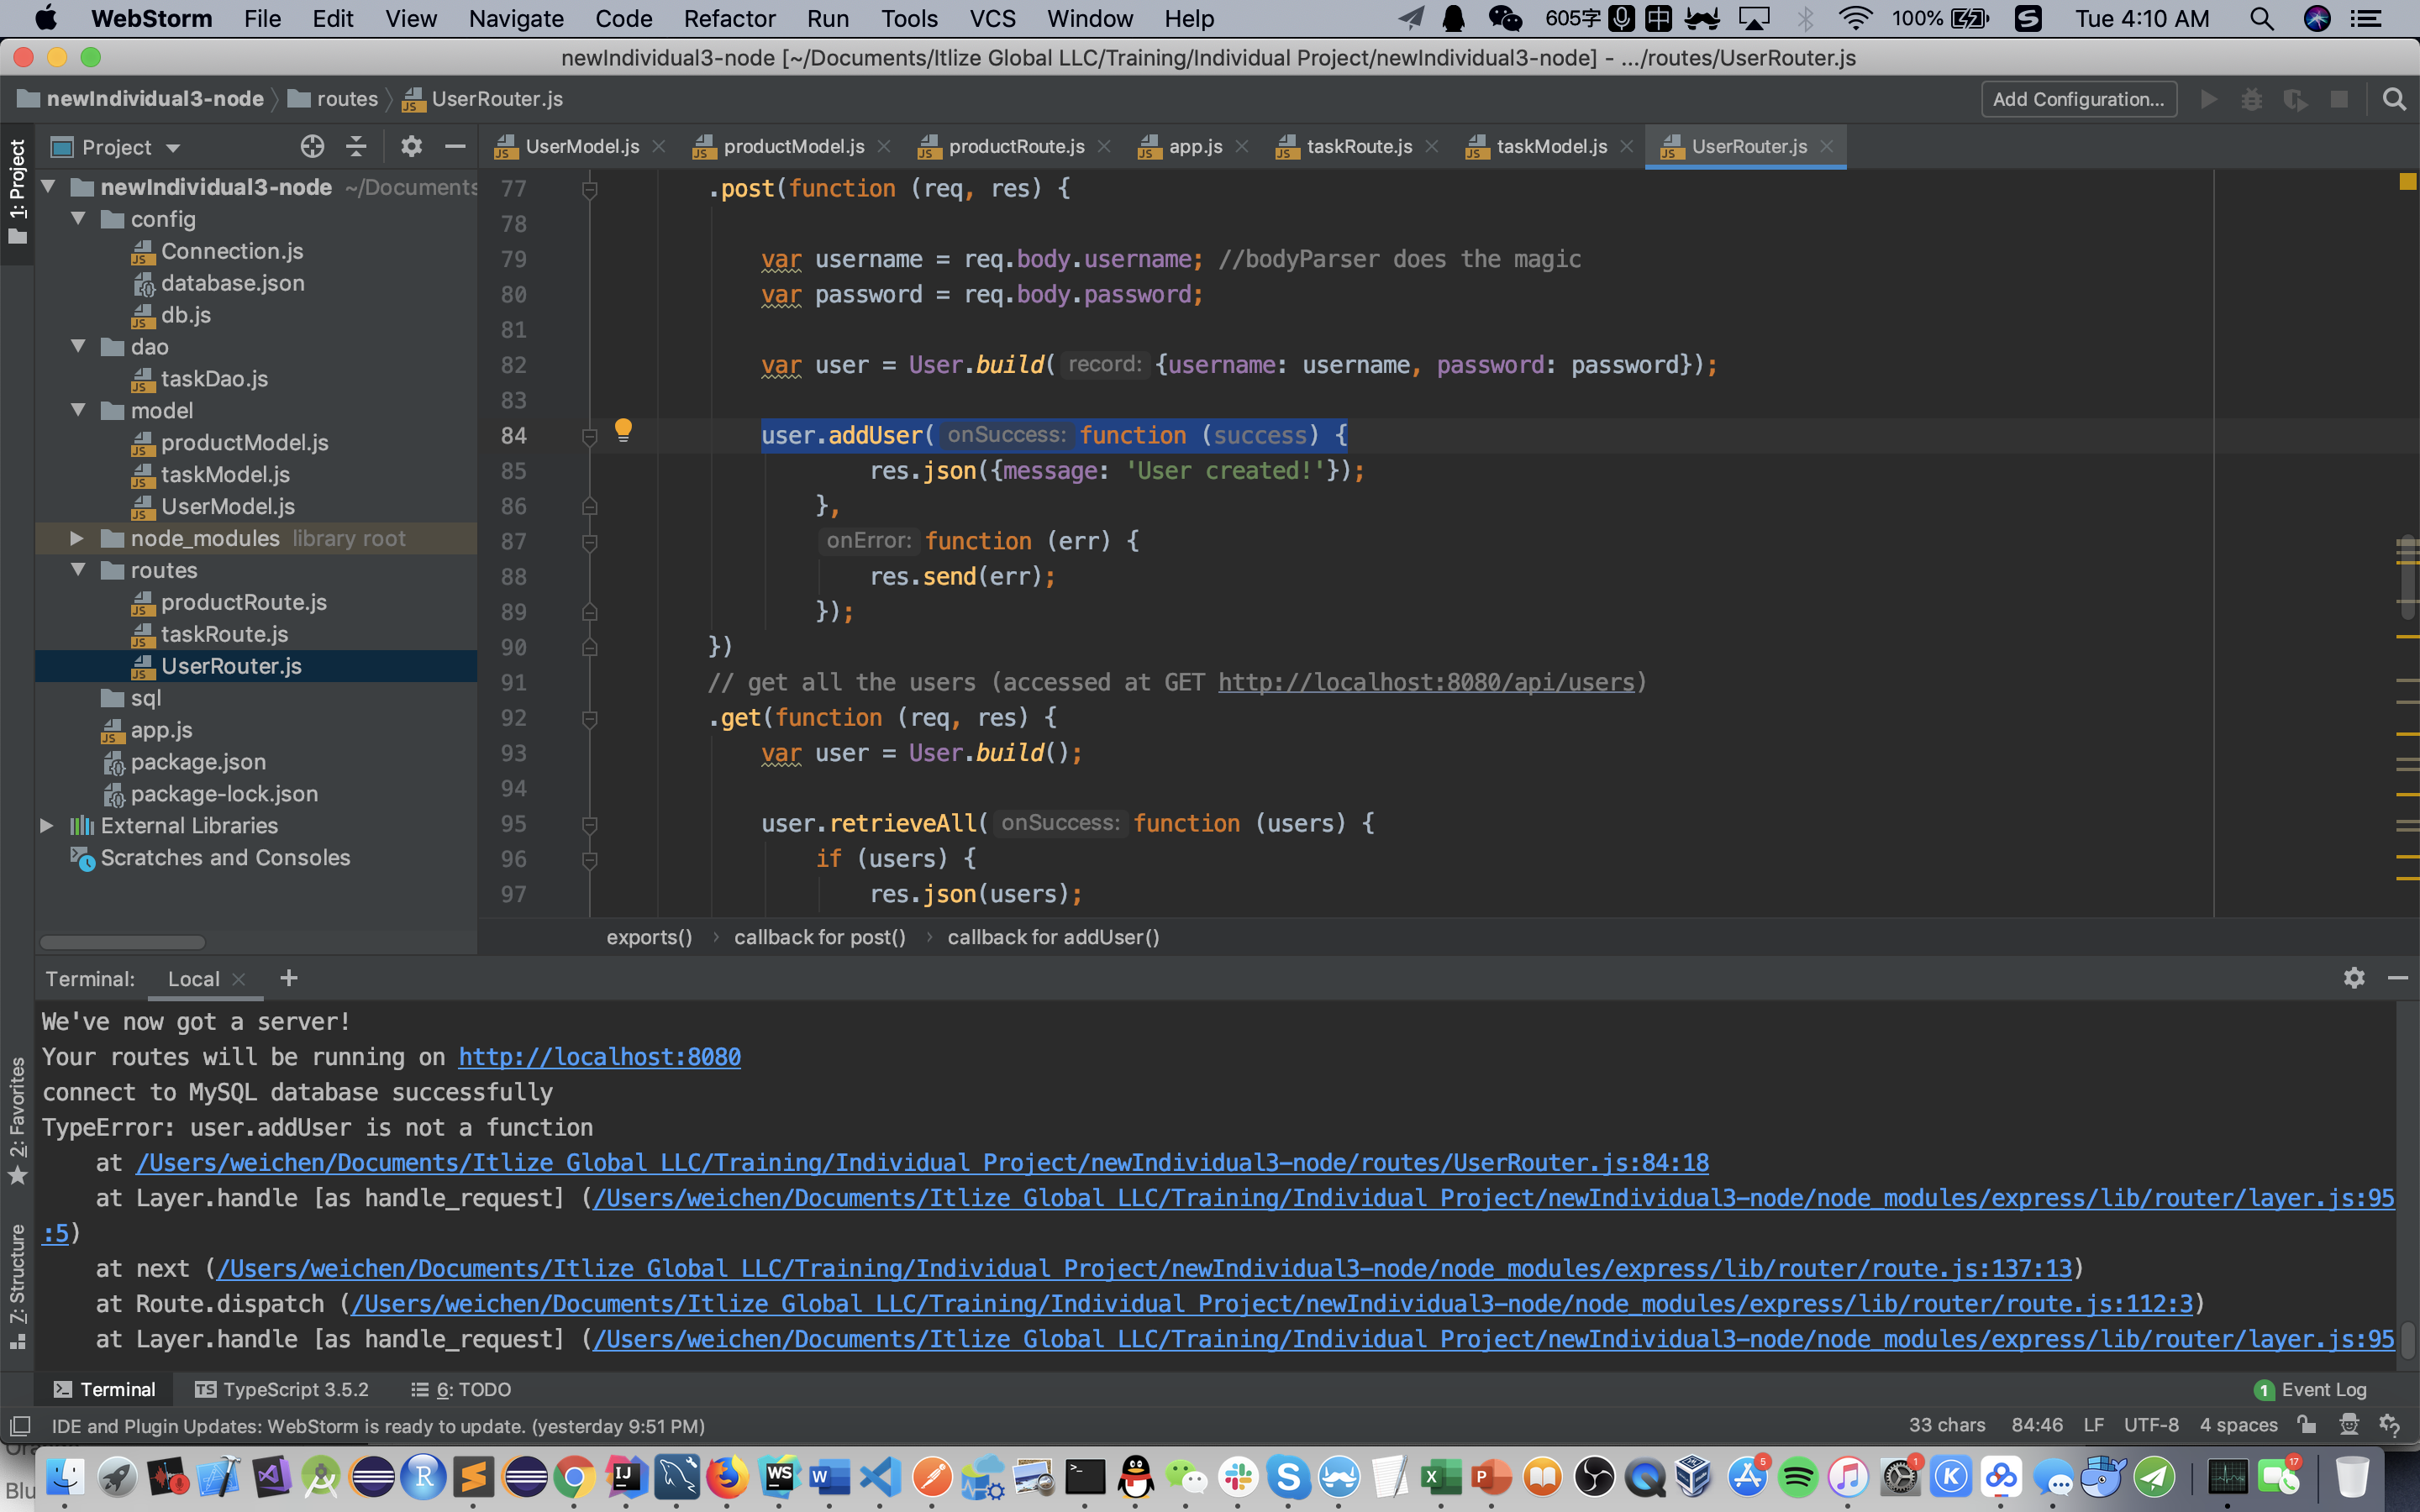 WebStorm File Edit View Navigate Code Refactor Run Tools VCS Window Help 605字 中 100% Tue 4:10 AM
newIndividual3-node [~/Documents/Itlize Global LLC/Training/Individual Project/newIndividual3-node] - .../routes/UserRouter.js
newIndividual3-node routes UserRouter.js Add Configuration...
Project
UserModel.js productModel.js productRoute.js app.js taskRoute.js taskModel.js UserRouter.js
1: Project
2: Favorites
7: Structure
newIndividual3-node ~/Documents
config
Connection.js
database.json
db.js
dao
taskDao.js
model
productModel.js
taskModel.js
UserModel.js
node_modules library root
routes
productRoute.js
taskRoute.js
UserRouter.js
sql
app.js
package.json
package-lock.json
External Libraries
Scratches and Consoles
77 .post(function (req, res) {
78
79 var username = req.body.username; //bodyParser does the magic
80 var password = req.body.password;
81
82 var user = User.build( record: {username: username, password: password});
83
84 user.addUser( onSuccess: function (success) {
85 res.json({message: 'User created!'});
86 },
87 onError: function (err) {
88 res.send(err);
89 });
90 })
91 // get all the users (accessed at GET http://localhost:8080/api/users)
92 .get(function (req, res) {
93 var user = User.build();
94
95 user.retrieveAll( onSuccess: function (users) {
96 if (users) {
97 res.json(users);
exports() › callback for post() › callback for addUser()
Terminal: Local +
We've now got a server!
Your routes will be running on http://localhost:8080
connect to MySQL database successfully
TypeError: user.addUser is not a function
at /Users/weichen/Documents/Itlize Global LLC/Training/Individual Project/newIndividual3-node/routes/UserRouter.js:84:18
at Layer.handle [as handle_request] (/Users/weichen/Documents/Itlize Global LLC/Training/Individual Project/newIndividual3-node/node_modules/express/lib/router/layer.js:95
:5)
at next (/Users/weichen/Documents/Itlize Global LLC/Training/Individual Project/newIndividual3-node/node_modules/express/lib/router/route.js:137:13)
at Route.dispatch (/Users/weichen/Documents/Itlize Global LLC/Training/Individual Project/newIndividual3-node/node_modules/express/lib/router/route.js:112:3)
at Layer.handle [as handle_request] (/Users/weichen/Documents/Itlize Global LLC/Training/Individual Project/newIndividual3-node/node_modules/express/lib/router/layer.js:95
Terminal TS TypeScript 3.5.2 6: TODO 1 Event Log
IDE and Plugin Updates: WebStorm is ready to update. (yesterday 9:51 PM) 33 chars 84:46 LF UTF-8 4 spaces